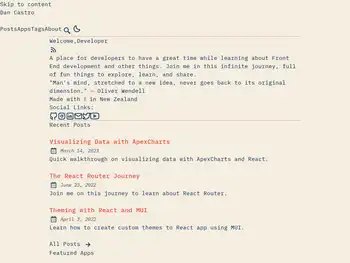 Skip to content
Dan Castro
PostsAppsTagsAbout
Welcome,Developer
A place for developers to have a great time while learning about Front
End development and other things. Join me in this infinite journey, full
of fun things to explore, learn, and share.
"Man's mind, stretched to a new idea, never goes back to its original
dimension." – Oliver Wendell
Made with | in New Zealand
Social Links:
Recent Posts
Visualizing Data with ApexCharts
March 14, 2023
Quick walkthrough on visualizing data with ApexCharts and React.
The React Router Journey
June 23, 2022
Join me on this journey to learn about React Router.
Theming with React and MUI
April 3, 2022
Learn how to create custom themes to React app using MUI.
All Posts
Featured Apps